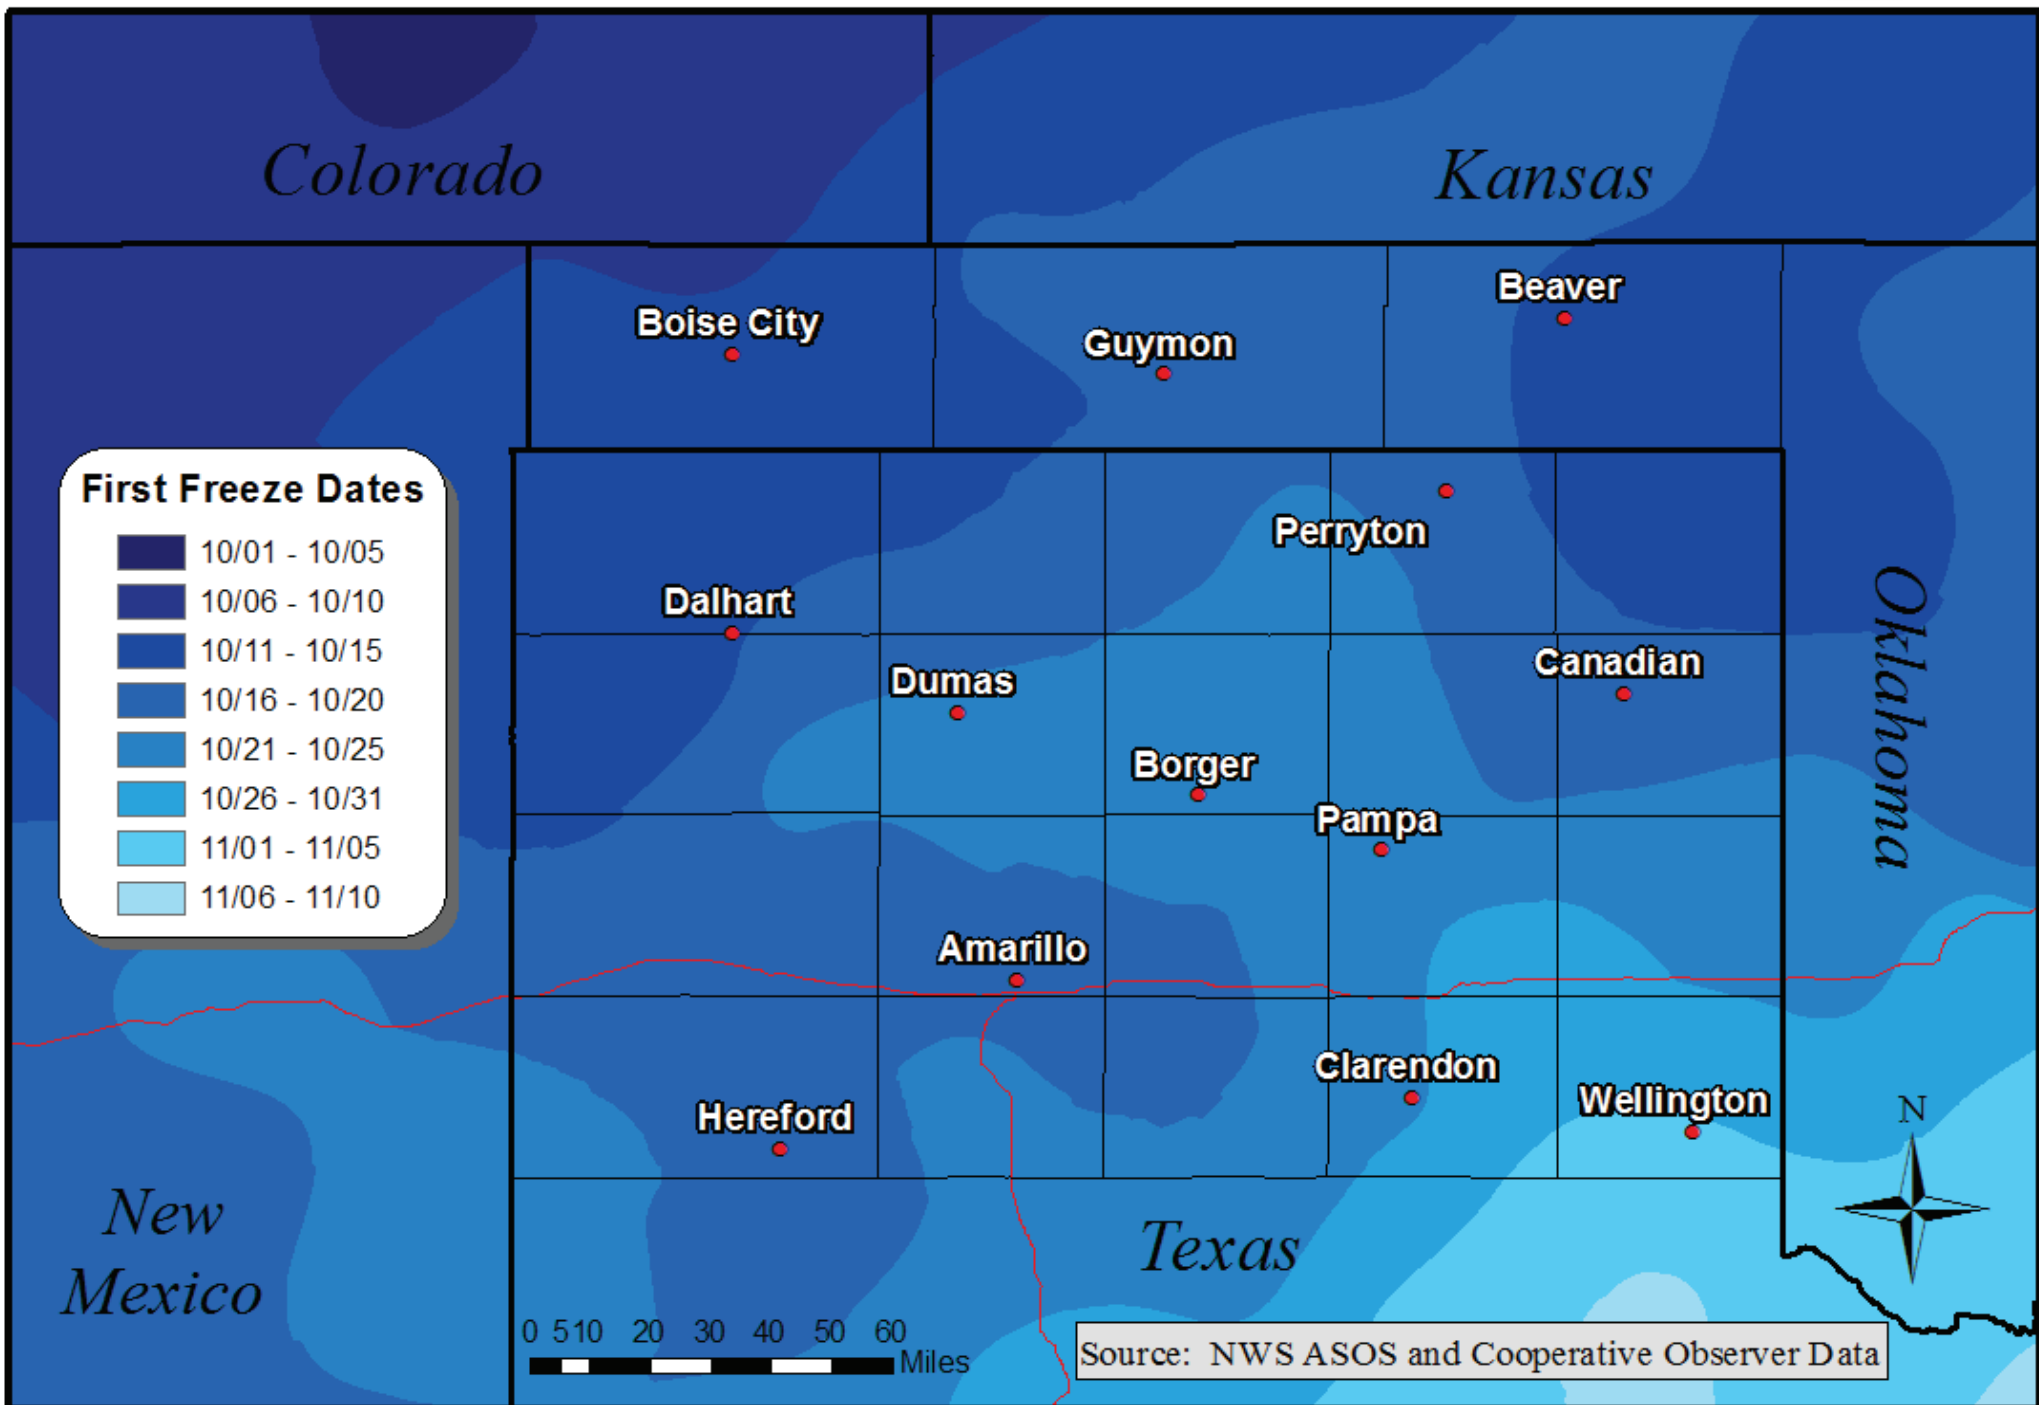 Colorado
Kansas
Beaver
Boise City
Guymon
First Freeze Dates
10/01 - 10/05
10/06 - 10/10
10/11 - 10/15
10/16 - 10/20
10/21 - 10/25
10/26 - 10/31
11/01 - 11/05
11/06 - 11/10
Perryton
Dalhart
Oklahoma
Canadian
Dumas
Borger
Pampa
Amarillo
Clarendon
Wellington
Hereford
N
New
Mexico
Texas
0 5 10 20 30 40 50 60
Miles
Source: NWS ASOS and Cooperative Observer Data